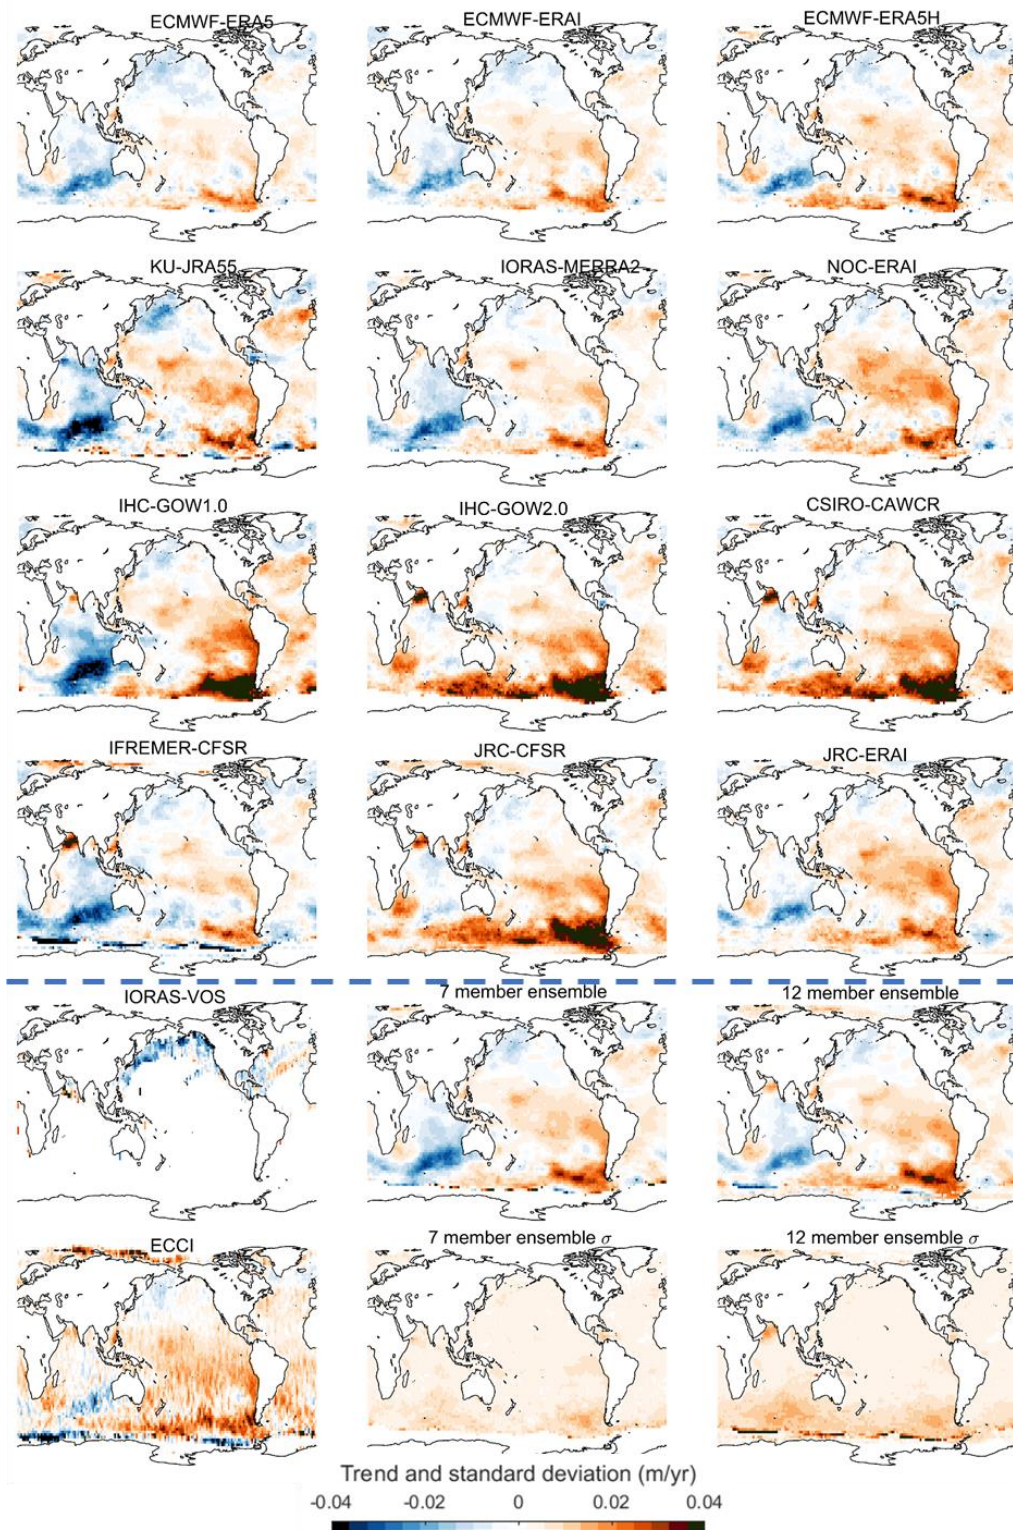 ECMWF-ERA5 ECMWF-ERAI ECMWF-ERA5H
KU-JRA55 IORAS-MERRA2 NOC-ERAI
IHC-GOW1.0 IHC-GOW2.0 CSIRO-CAWCR
IFREMER-CFSR JRC-CFSR JRC-ERAI
IORAS-VOS 7 member ensemble 12 member ensemble
ECCI 7 member ensemble σ 12 member ensemble σ
Trend and standard deviation (m/yr)
-0.04 -0.02 0 0.02 0.04